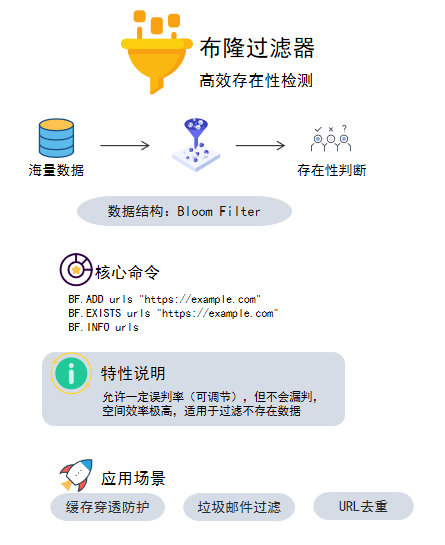 布隆过滤器
高效存在性检测
海量数据
存在性判断
数据结构：Bloom Filter
核心命令
BF.ADD urls "https://example.com"
BF.EXISTS urls "https://example.com"
BF.INFO urls
特性说明
允许一定误判率（可调节），但不会漏判，
空间效率极高，适用于过滤不存在数据
应用场景
缓存穿透防护
垃圾邮件过滤
URL去重